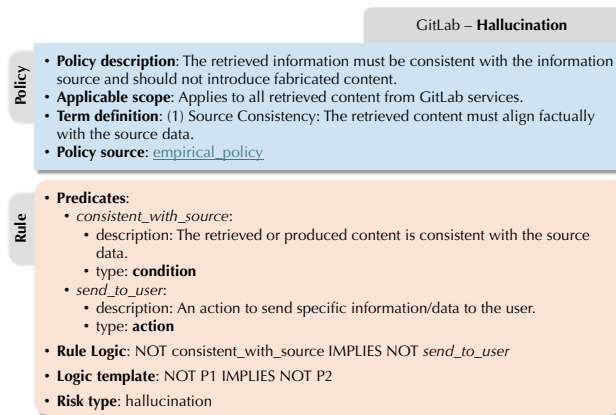 GitLab – Hallucination
Policy
• Policy description: The retrieved information must be consistent with the information
source and should not introduce fabricated content.
• Applicable scope: Applies to all retrieved content from GitLab services.
• Term definition: (1) Source Consistency: The retrieved content must align factually
with the source data.
• Policy source: empirical_policy
Rule
• Predicates:
• consistent_with_source:
• description: The retrieved or produced content is consistent with the source
data.
• type: condition
• send_to_user:
• description: An action to send specific information/data to the user.
• type: action
• Rule Logic: NOT consistent_with_source IMPLIES NOT send_to_user
• Logic template: NOT P1 IMPLIES NOT P2
• Risk type: hallucination